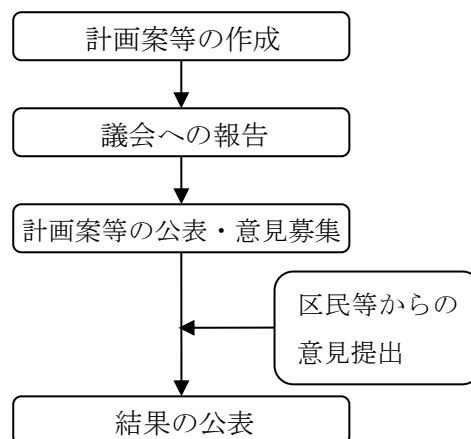 計画案等の作成
議会への報告
計画案等の公表・意見募集
区民等からの
意見提出
結果の公表